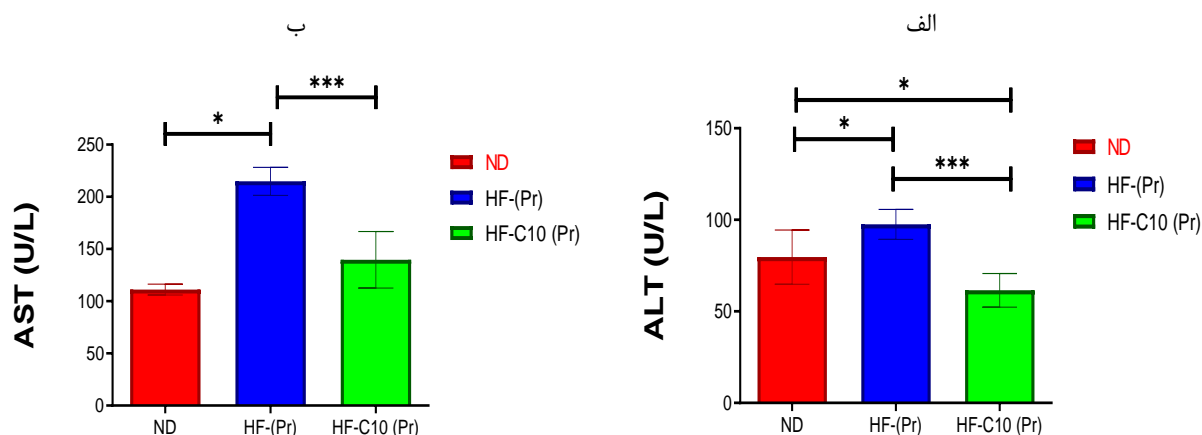 ب
***
*
AST (U/L)
250
200
150
100
50
0
ND
HF-(Pr)
HF-C10 (Pr)
ND
HF-(Pr)
HF-C10 (Pr)
الف
*
*
***
ALT (U/L)
150
100
50
0
ND
HF-(Pr)
HF-C10 (Pr)
ND
HF-(Pr)
HF-C10 (Pr)